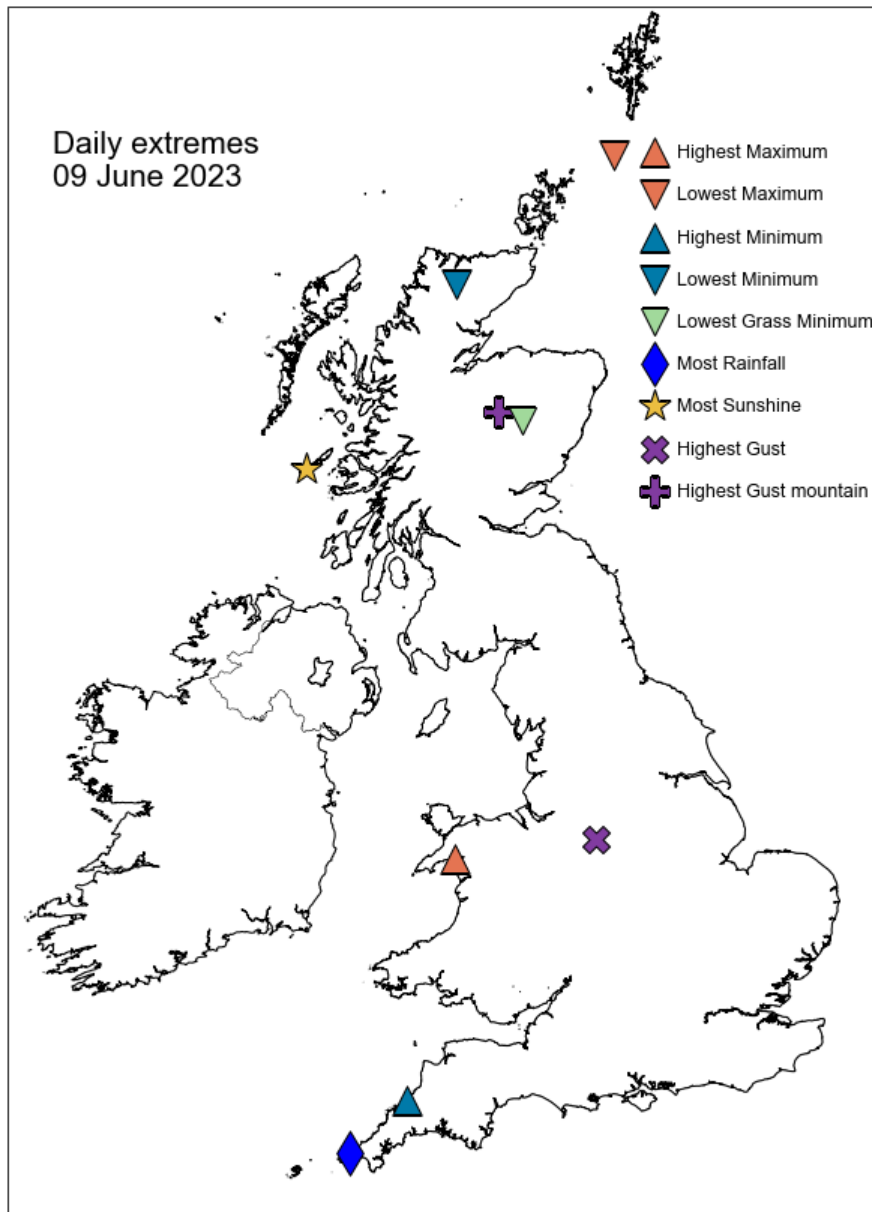 Daily extremes
09 June 2023
Highest Maximum
Lowest Maximum
Highest Minimum
Lowest Minimum
Lowest Grass Minimum
Most Rainfall
Most Sunshine
Highest Gust
Highest Gust mountain